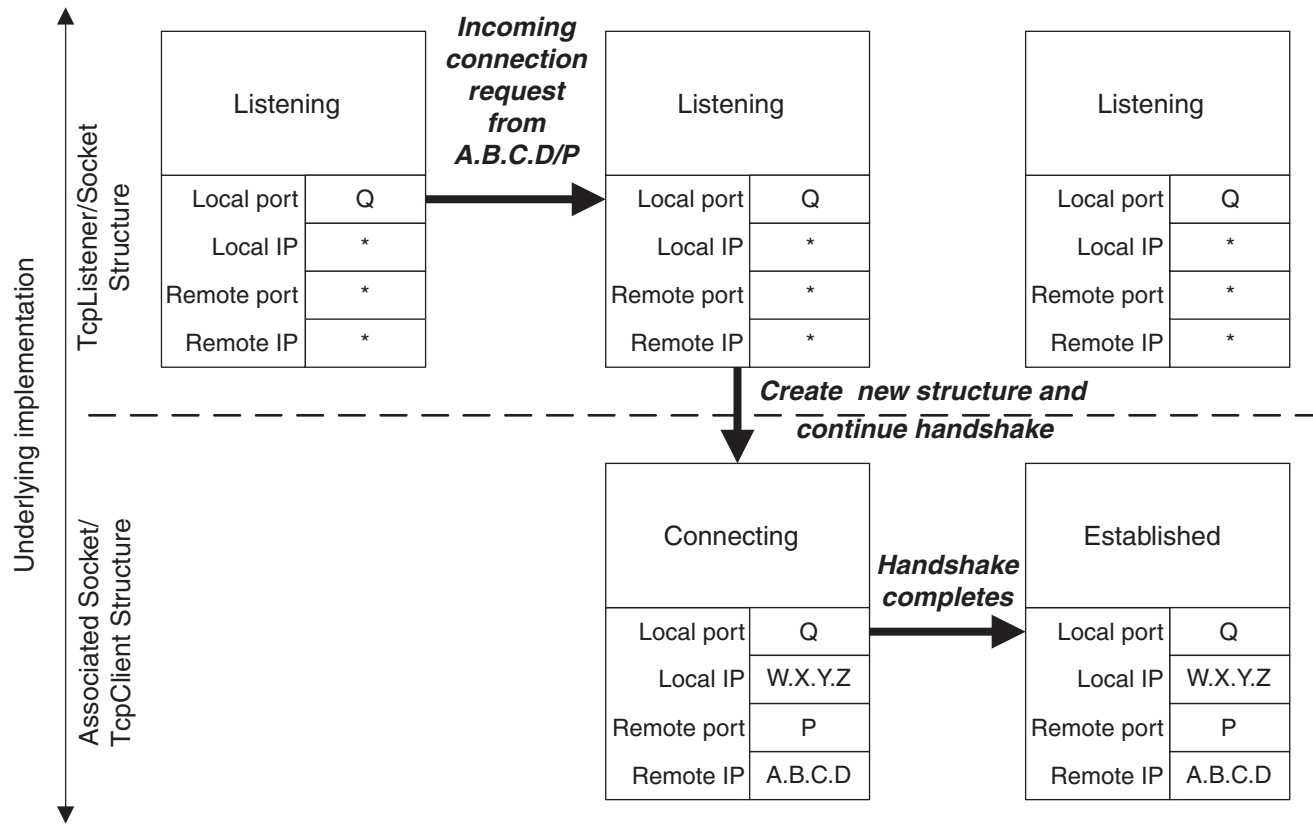 Underlying implementation
TcpListener/Socket
Structure
Listening
Local port Q
Local IP *
Remote port *
Remote IP *
Incoming
connection
request
from
A.B.C.D/P
Listening
Local port Q
Local IP *
Remote port *
Remote IP *
Listening
Local port Q
Local IP *
Remote port *
Remote IP *
Create new structure and
continue handshake
Associated Socket/
TcpClient Structure
Connecting
Local port Q
Local IP W.X.Y.Z
Remote port P
Remote IP A.B.C.D
Handshake
completes
Established
Local port Q
Local IP W.X.Y.Z
Remote port P
Remote IP A.B.C.D